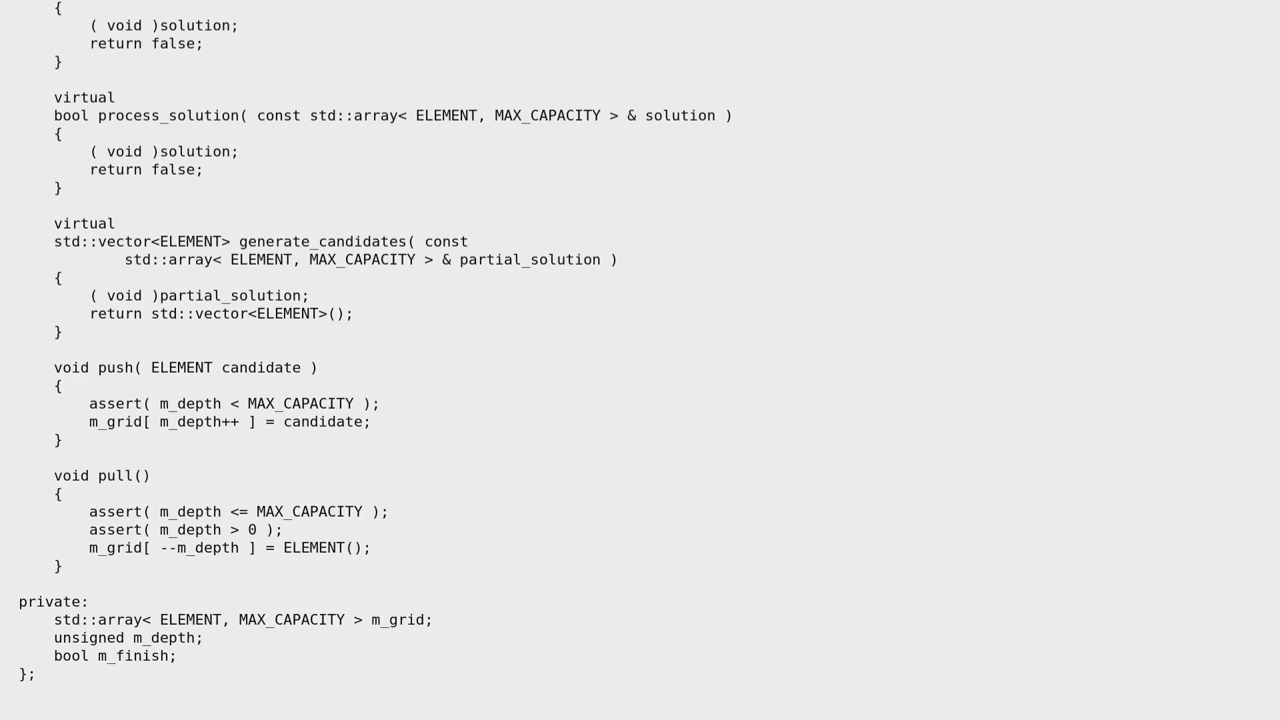 {
( void )solution;
return false;
}
virtual
bool process_solution( const std::array< ELEMENT, MAX_CAPACITY > & solution )
{
( void )solution;
return false;
}
virtual
std::vector<ELEMENT> generate_candidates( const
std::array< ELEMENT, MAX_CAPACITY > & partial_solution )
{
( void )partial_solution;
return std::vector<ELEMENT>();
}
void push( ELEMENT candidate )
{
assert( m_depth < MAX_CAPACITY );
m_grid[ m_depth++ ] = candidate;
}
void pull()
{
assert( m_depth <= MAX_CAPACITY );
assert( m_depth > 0 );
m_grid[ --m_depth ] = ELEMENT();
}
private:
std::array< ELEMENT, MAX_CAPACITY > m_grid;
unsigned m_depth;
bool m_finish;
};